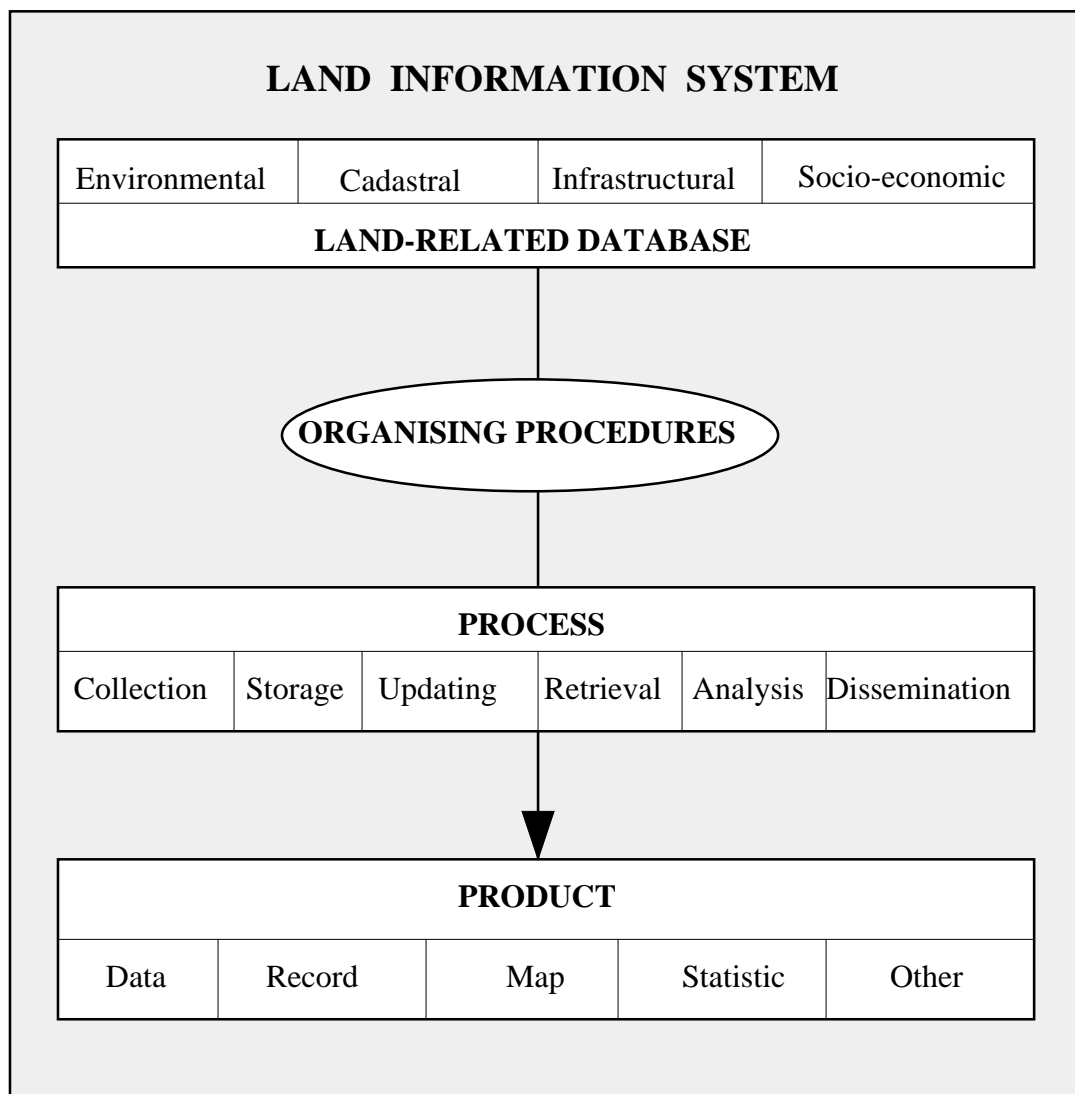 LAND INFORMATION SYSTEM
Environmental Cadastral Infrastructural Socio-economic
LAND-RELATED DATABASE
ORGANISING PROCEDURES
PROCESS
Collection Storage Updating Retrieval Analysis Dissemination
PRODUCT
Data Record Map Statistic Other